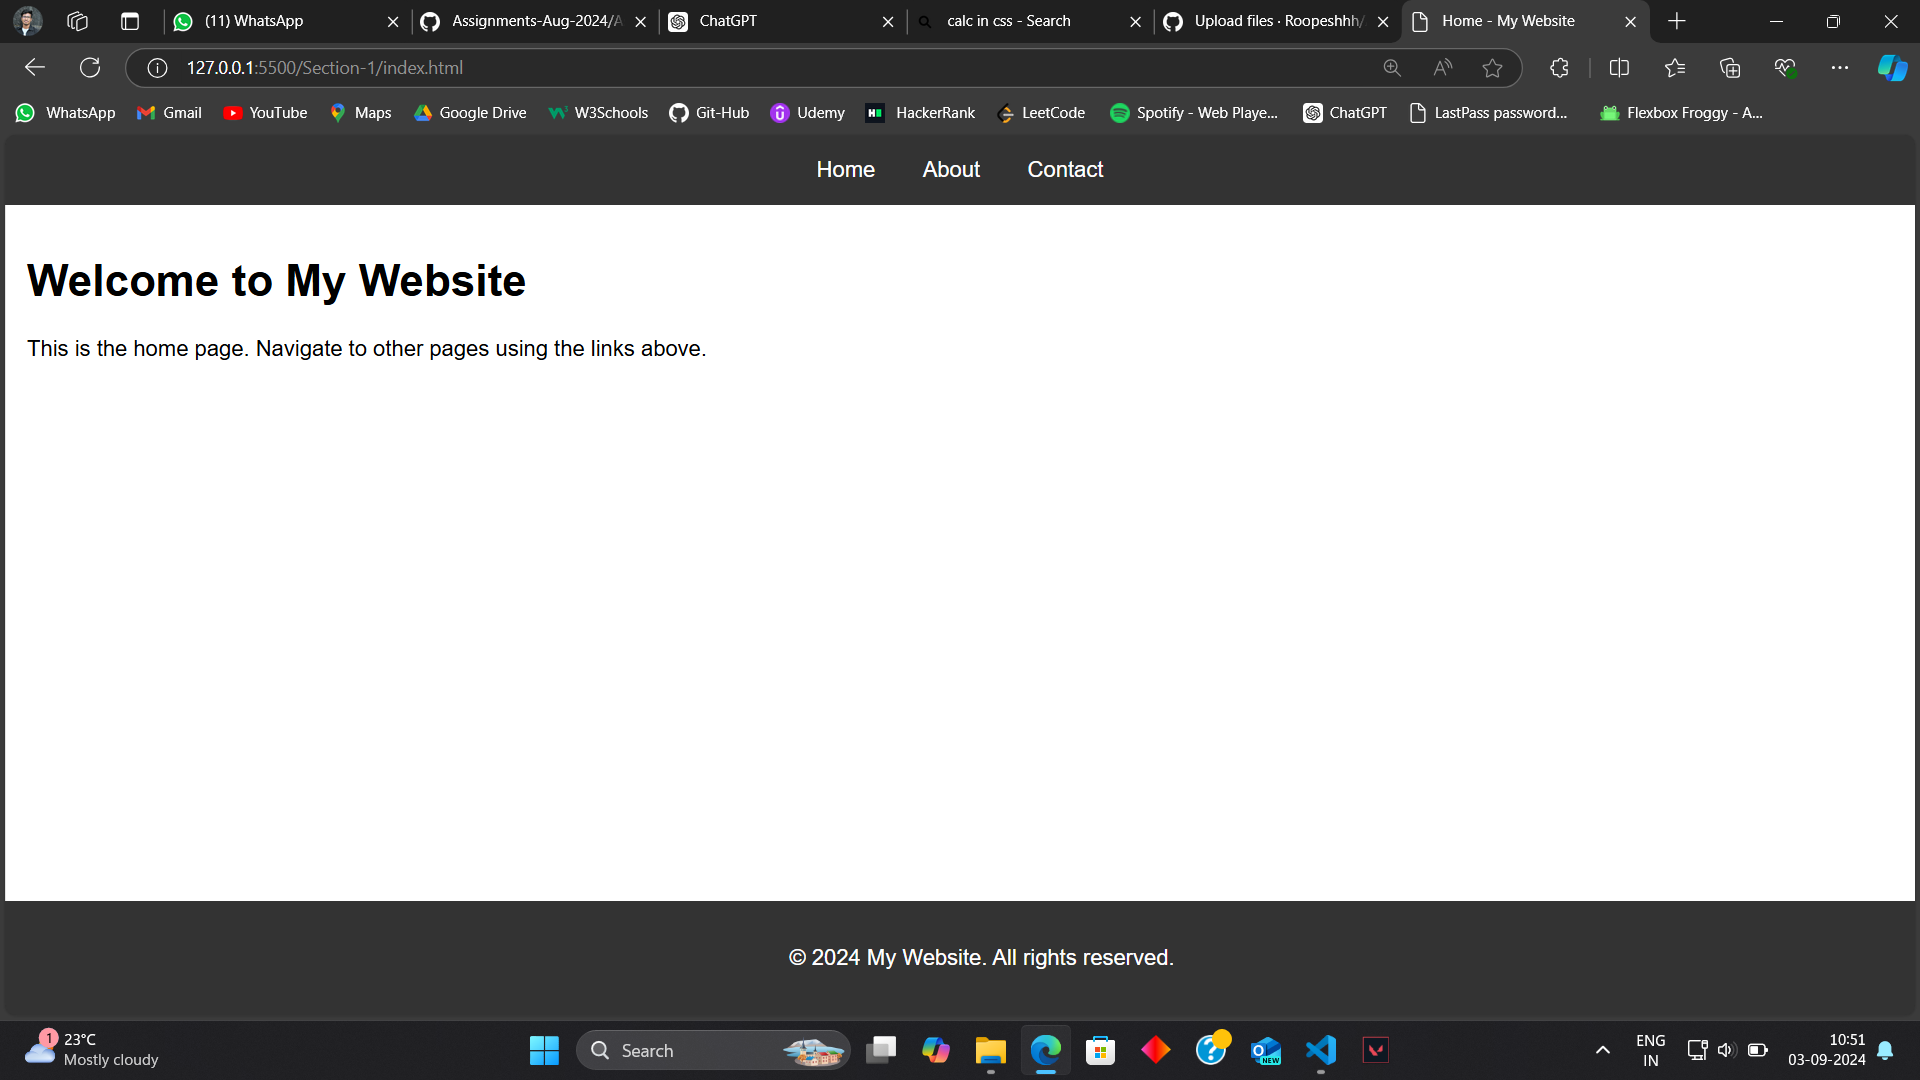 (11) WhatsApp
Assignments-Aug-2024/A
ChatGPT
calc in css - Search
Upload files · Roopeshhh/
Home - My Website
127.0.0.1:5500/Section-1/index.html
WhatsApp
Gmail
YouTube
Maps
Google Drive
W3Schools
Git-Hub
Udemy
HackerRank
LeetCode
Spotify - Web Playe...
ChatGPT
LastPass password...
Flexbox Froggy - A...
Home About Contact
Welcome to My Website
This is the home page. Navigate to other pages using the links above.
© 2024 My Website. All rights reserved.
1
23°C
Mostly cloudy
Search
NEW
ENG
IN
10:51
03-09-2024